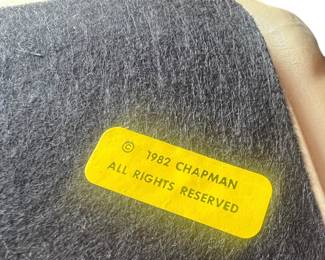 © 1982 CHAPMAN
ALL RIGHTS RESERVED